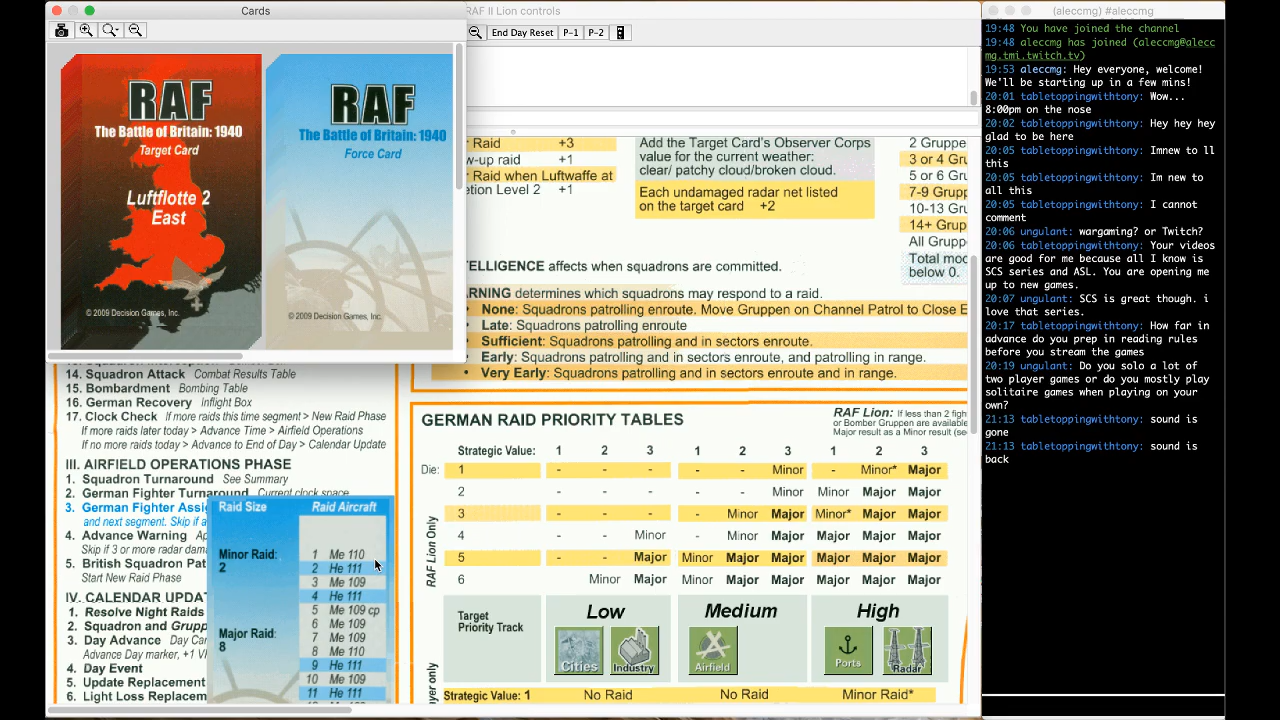 Cards
RAF
The Battle of Britain: 1940
Target Card
Luftflotte 2
East
© 2009 Decision Games, Inc.
RAF
The Battle of Britain: 1940
Force Card
© 2009 Decision Games, Inc.
RAF II Lion controls
End Day Reset
P-1
P-2
r Raid +3
w-up raid +1
r Raid when Luftwaffe at
etion Level 2 +1
Add the Target Card's Observer Corps
value for the current weather:
clear/ patchy cloud/broken cloud.
Each undamaged radar net listed
on the target card +2
2 Gruppe
3 or 4 Gru
5 or 6 Gr
7-9 Grupp
10-13 Gru
14+ Grup
All Gruppe
Total mod
below 0.
TELLIGENCE affects when squadrons are committed.
RNING determines which squadrons may respond to a raid.
• None: Squadrons patrolling enroute. Move Gruppen on Channel Patrol to Close E
• Late: Squadrons patrolling enroute
• Sufficient: Squadrons patrolling and in sectors enroute.
• Early: Squadrons patrolling and in sectors enroute, and patrolling in range.
• Very Early: Squadrons patrolling and in sectors enroute and in range.
14. Squadron Attack Combat Results Table
15. Bombardment Bombing Table
16. German Recovery Inflight Box
17. Clock Check If more raids this time segment > New Raid Phase
If more raids later today > Advance Time > Airfield Operations
If no more raids today > Advance to End of Day > Calendar Update
III. AIRFIELD OPERATIONS PHASE
1. Squadron Turnaround See Summary
2. German Fighter Turnaround Current clock space
3. German Fighter Assig
and next segment. Skip if a
4. Advance Warning Ap
Skip if 3 or more radar dama
5. British Squadron Pat
Start New Raid Phase
IV. CALENDAR UPDAT
1. Resolve Night Raids
2. Squadron and Grupp
3. Day Advance Day Car
Advance Day marker, +1 V
4. Day Event
5. Update Replacement
6. Light Loss Replacem
Raid Size Raid Aircraft
Minor Raid:
2
Major Raid:
8
1 Me 110
2 He 111
3 Me 109
4 He 111
5 Me 109 cp
6 Me 109
7 Me 109
8 Me 110
9 He 111
10 Me 109
11 He 111
GERMAN RAID PRIORITY TABLES
RAF Lion: If less than 2 figh
or Bomber Gruppen are available
Major result as a Minor result (se
Strategic Value: 1 2 3 1 2 3 1 2 3
Die: 1 - - - - - Minor - Minor* Major
2 - - - - - Minor Minor Major Major
3 - - - - Minor Major Minor* Major Major
4 - - Minor - Minor Major Major Major Major
5 - - Major Minor Major Major Major Major Major
6 Minor Major Minor Major Major Major Major Major
RAF Lion Only
Target
Priority Track
Low
Cities
Industry
Medium
Airfield
High
Ports
Radar
yer only
Strategic Value: 1 No Raid No Raid Minor Raid*
(aleccmg) #aleccmg
19:48 You have joined the channel
19:48 aleccmg has joined (aleccmg@alecc
mg.tmi.twitch.tv)
19:53 aleccmg: Hey everyone, welcome!
We'll be starting up in a few mins!
20:01 tabletoppingwithtony: Wow...
8:00pm on the nose
20:02 tabletoppingwithtony: Hey hey hey
glad to be here
20:05 tabletoppingwithtony: Imnew to ll
this
20:05 tabletoppingwithtony: Im new to
all this
20:05 tabletoppingwithtony: I cannot
comment
20:06 ungulant: wargaming? or Twitch?
20:06 tabletoppingwithtony: Your videos
are good for me because all I know is
SCS series and ASL. You are opening me
up to new games.
20:07 ungulant: SCS is great though. i
love that series.
20:17 tabletoppingwithtony: How far in
advance do you prep in reading rules
before you stream the games
20:19 ungulant: Do you solo a lot of
two player games or do you mostly play
solitaire games when playing on your
own?
21:13 tabletoppingwithtony: sound is
gone
21:13 tabletoppingwithtony: sound is
back